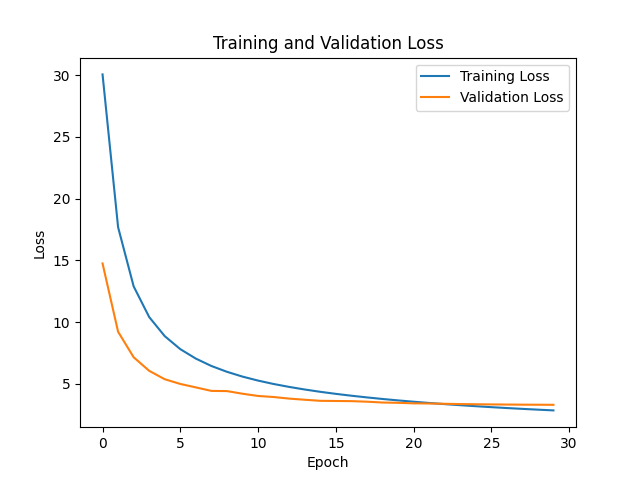 Training and Validation Loss
Training Loss
Validation Loss
Loss
30
25
20
15
10
5
0 5 10 15 20 25 30
Epoch